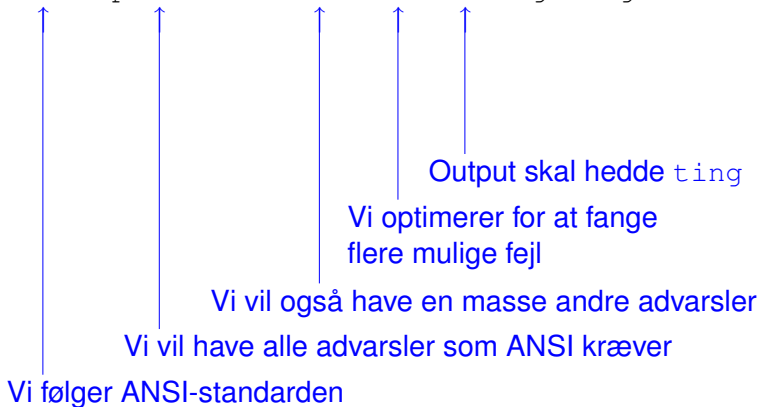 Output skal hedde ting
Vi optimerer for at fange
flere mulige fejl
Vi vil også have en masse andre advarsler
Vi vil have alle advarsler som ANSI kræver
Vi følger ANSI-standarden